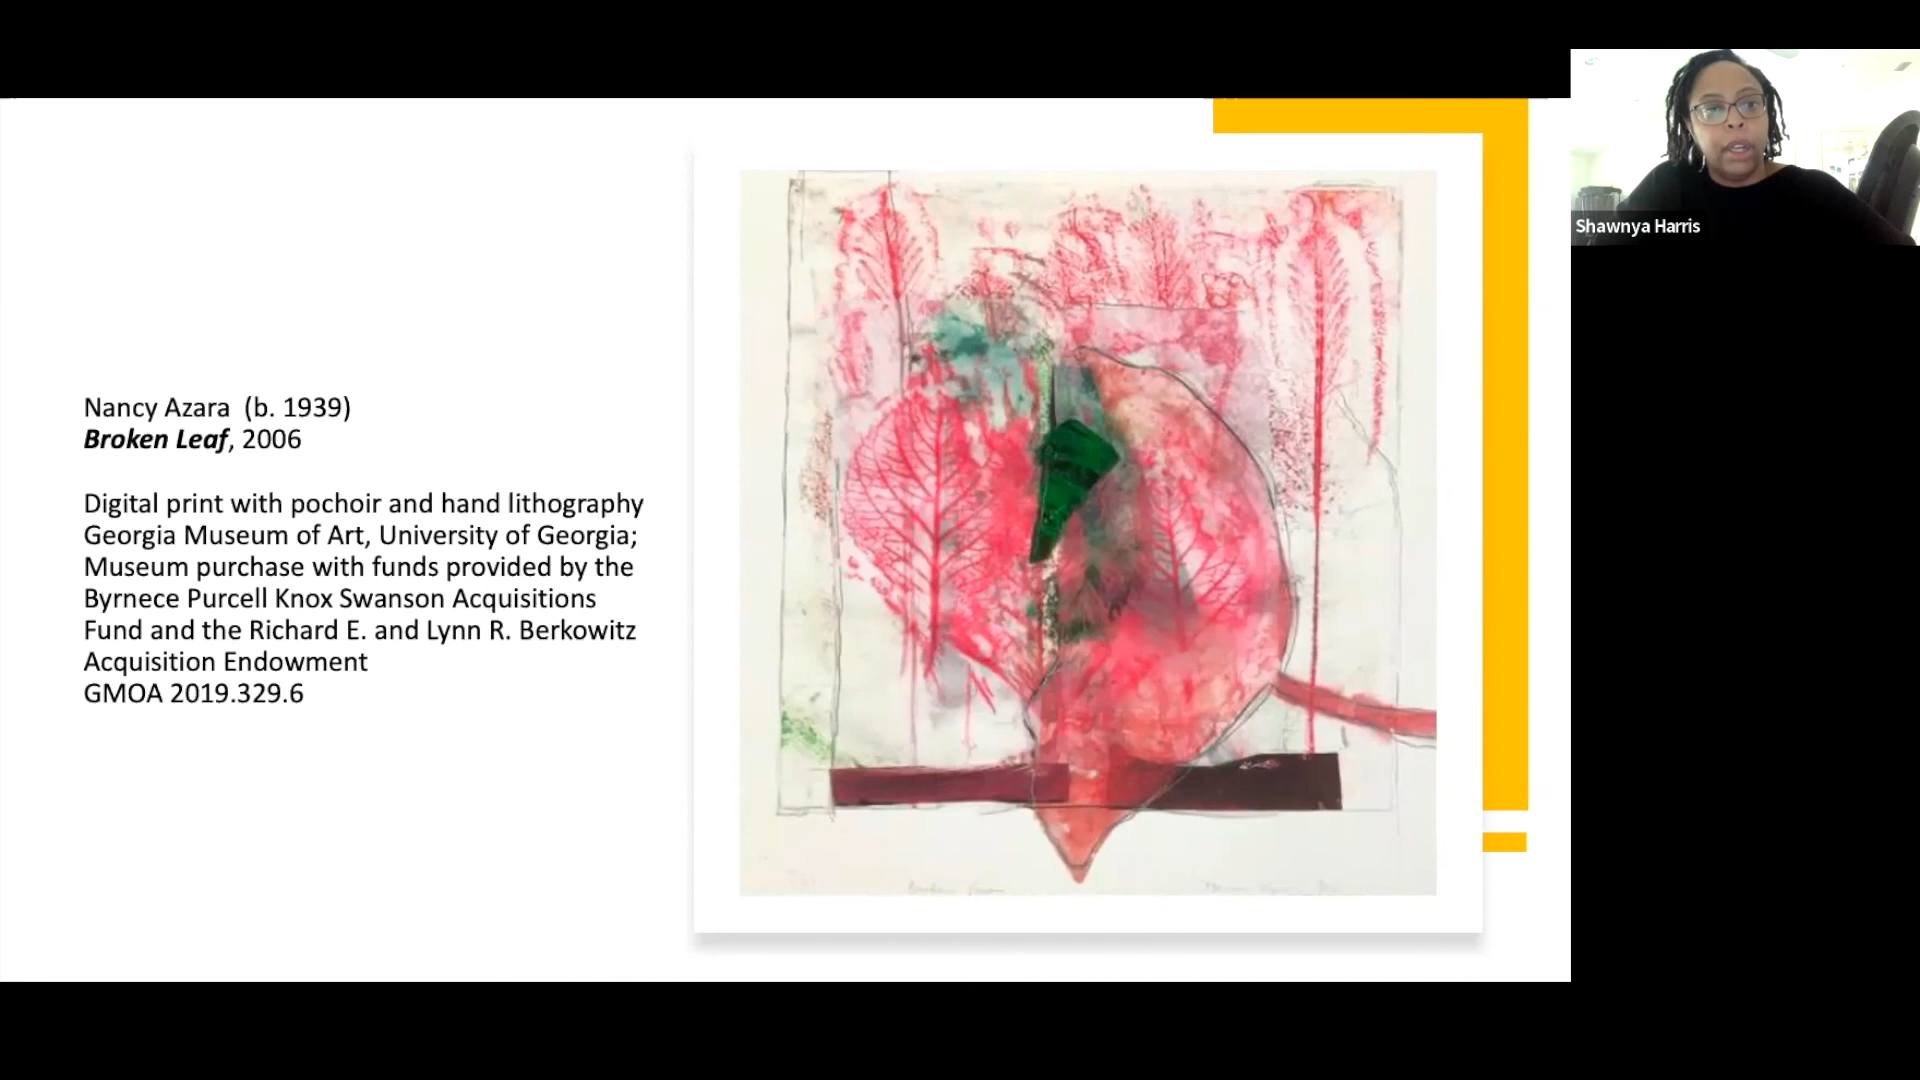 Nancy Azara (b. 1939)
Broken Leaf, 2006
Digital print with pochoir and hand lithography
Georgia Museum of Art, University of Georgia;
Museum purchase with funds provided by the
Byrnece Purcell Knox Swanson Acquisitions
Fund and the Richard E. and Lynn R. Berkowitz
Acquisition Endowment
GMOA 2019.329.6
Shawnya Harris